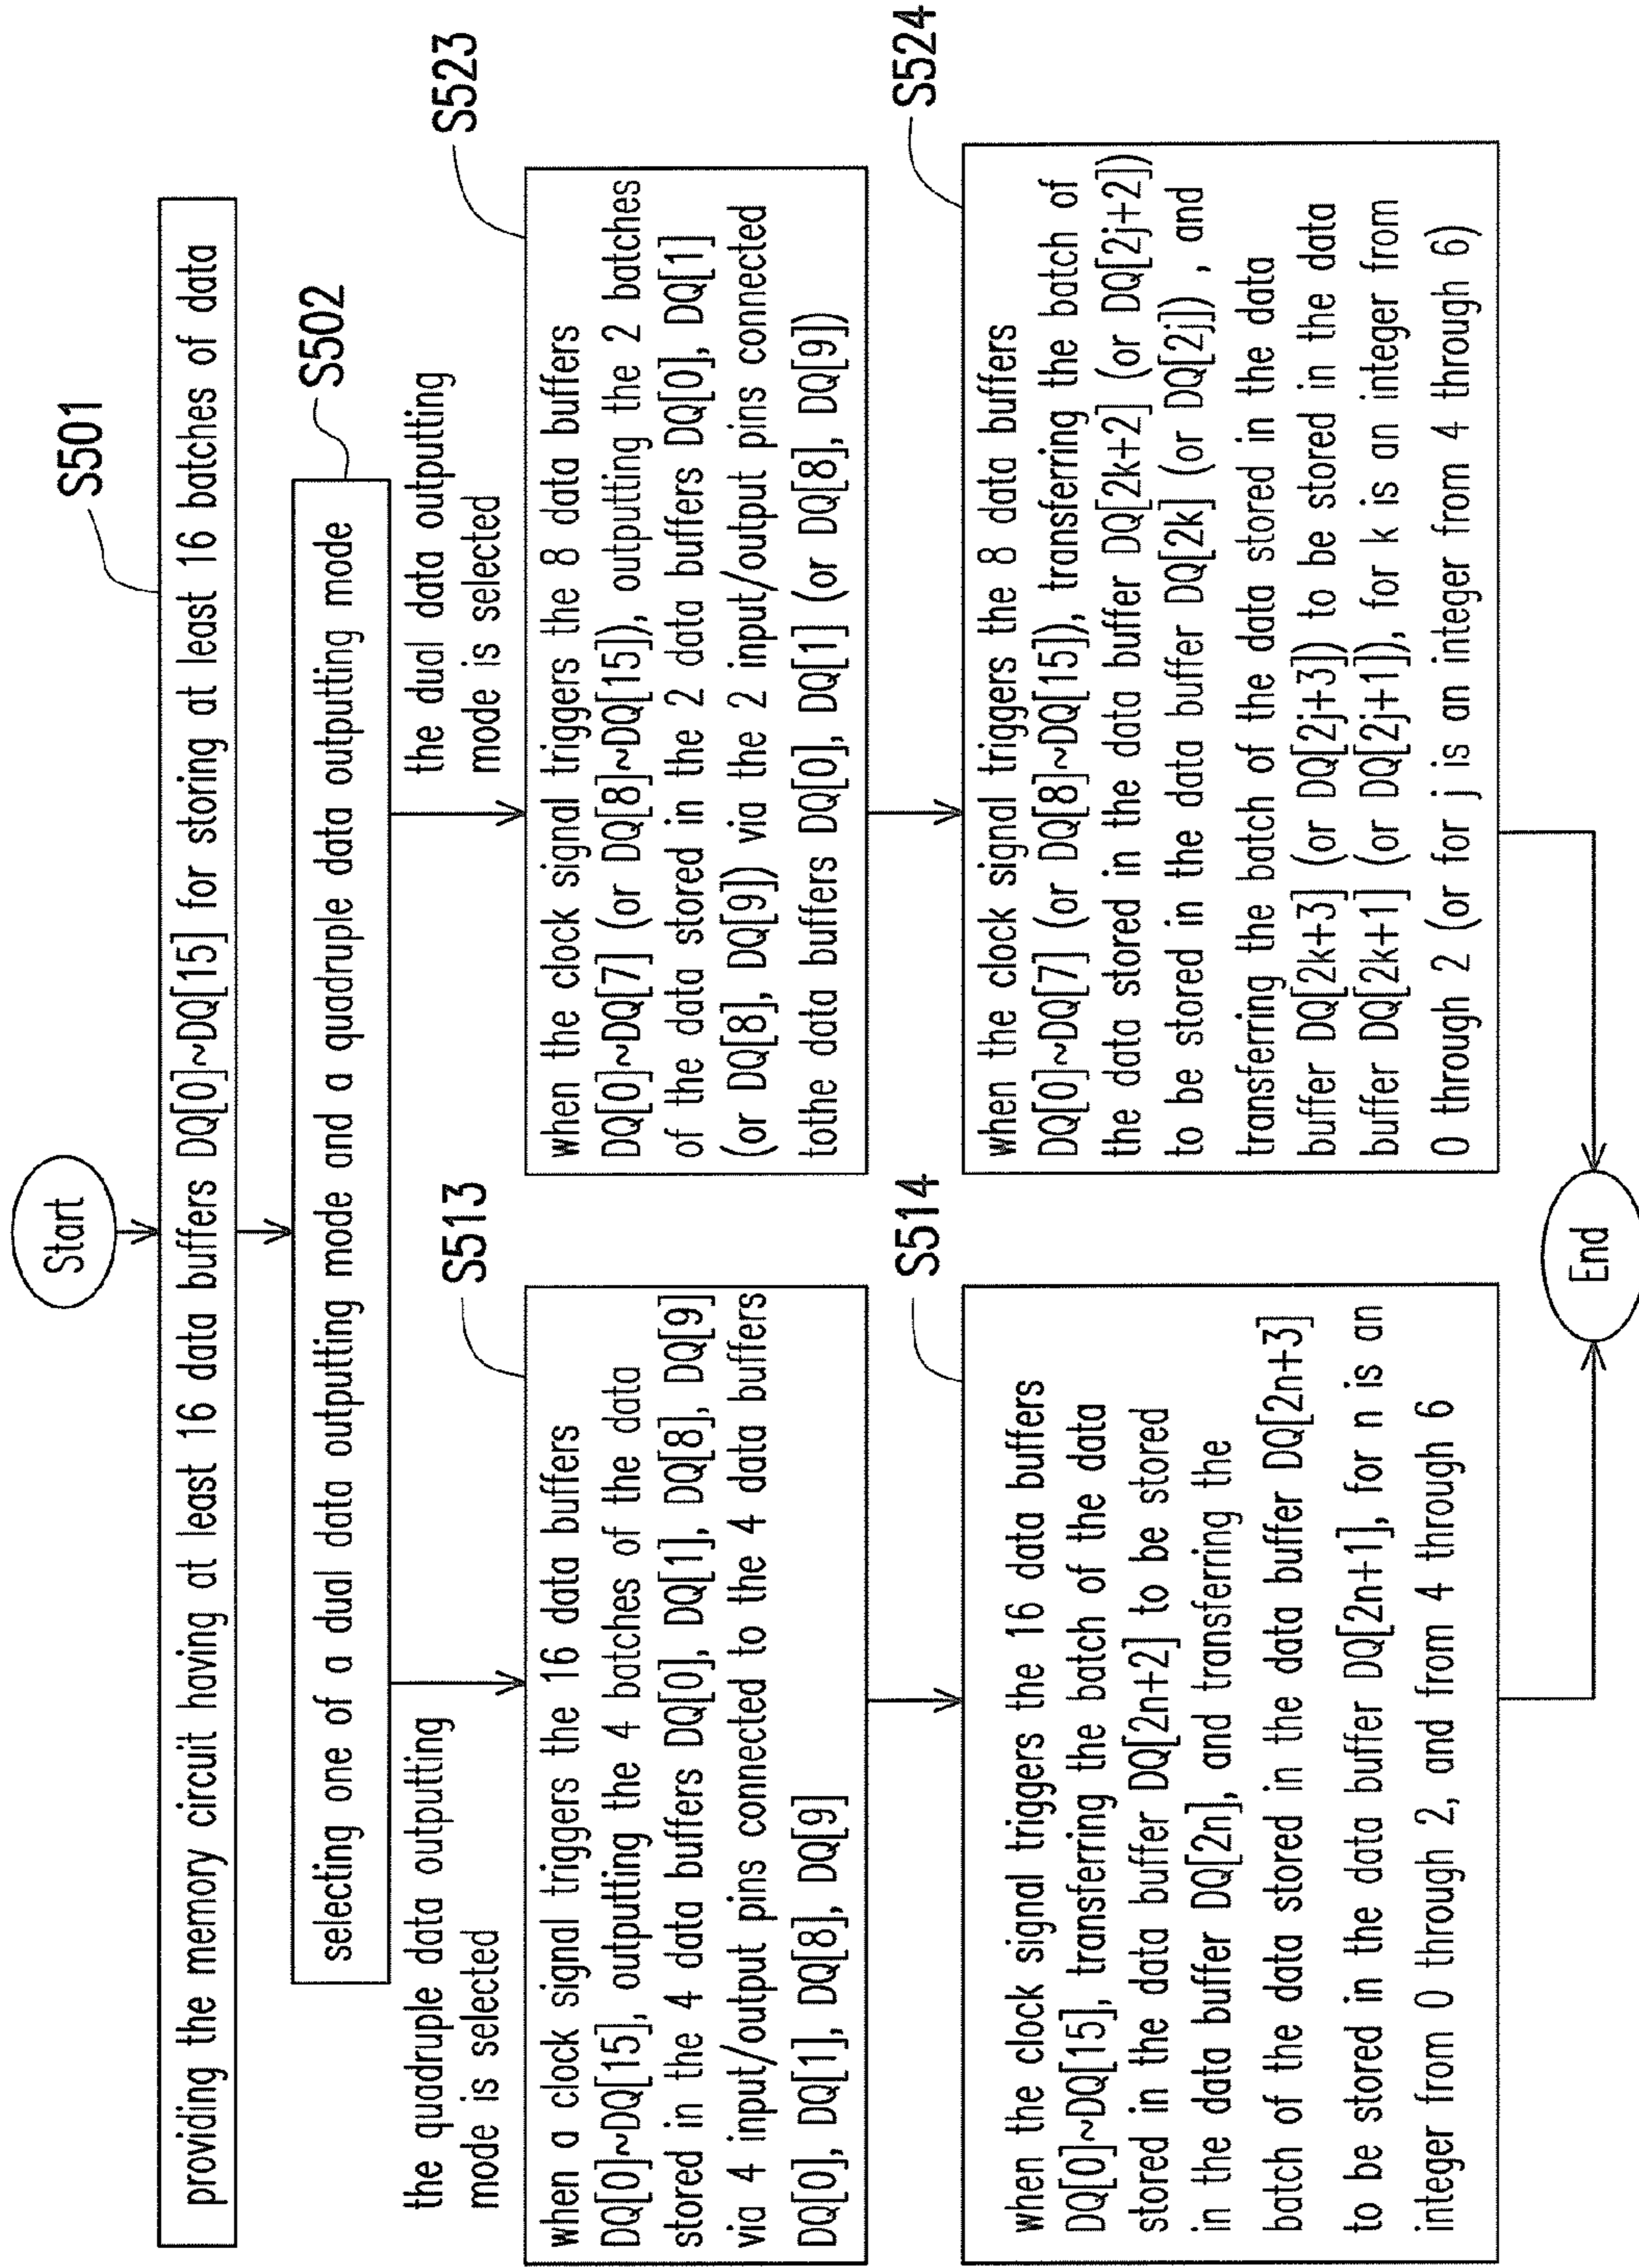 Start
S501
providing the memory circuit having at least 16 data buffers DQ[0]~DQ[15] for storing at least 16 batches of data
S502
selecting one of a dual data outputting mode and a quadruple data outputting mode
the quadruple data outputting
mode is selected
the dual data outputting
mode is selected
S513
when a clock signal triggers the 16 data buffers
DQ[0]~DQ[15], outputting the 4 batches of the data
stored in the 4 data buffers DQ[0], DQ[1], DQ[8], DQ[9]
via 4 input/output pins connected to the 4 data buffers
DQ[0], DQ[1], DQ[8], DQ[9]
S523
when the clock signal triggers the 8 data buffers
DQ[0]~DQ[7] (or DQ[8]~DQ[15]), outputting the 2 batches
of the data stored in the 2 data buffers DQ[0], DQ[1]
(or DQ[8], DQ[9]) via the 2 input/output pins connected
tothe data buffers DQ[0], DQ[1] (or DQ[8], DQ[9])
S514
when the clock signal triggers the 16 data buffers
DQ[0]~DQ[15], transferring the batch of the data
stored in the data buffer DQ[2n+2] to be stored
in the data buffer DQ[2n], and transferring the
batch of the data stored in the data buffer DQ[2n+3]
to be stored in the data buffer DQ[2n+1], for n is an
integer from 0 through 2, and from 4 through 6
S524
when the clock signal triggers the 8 data buffers
DQ[0]~DQ[7] (or DQ[8]~DQ[15]), transferring the batch of
the data stored in the data buffer DQ[2k+2] (or DQ[2j+2])
to be stored in the data buffer DQ[2k] (or DQ[2j]) , and
transferring the batch of the data stored in the data
buffer DQ[2k+3] (or DQ[2j+3]) to be stored in the data
buffer DQ[2k+1] (or DQ[2j+1]), for k is an integer from
0 through 2 (or for j is an integer from 4 through 6)
End